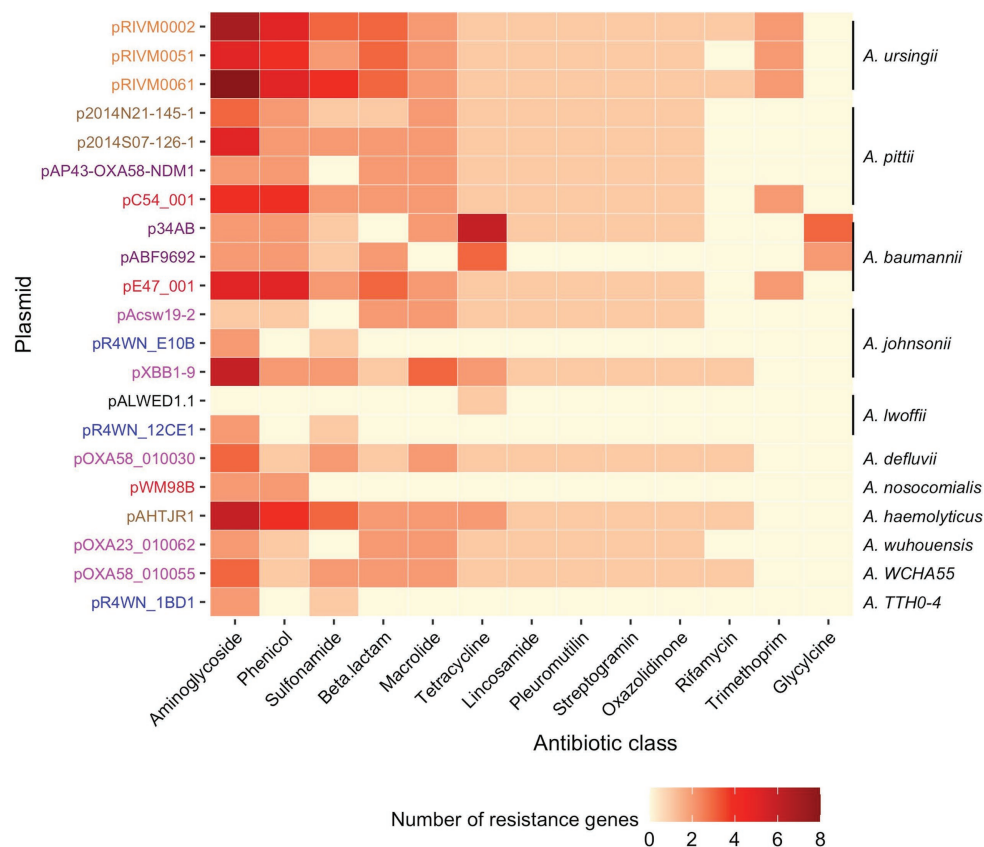 pRIVM0002
pRIVM0051
pRIVM0061
p2014N21-145-1
p2014S07-126-1
pAP43-OXA58-NDM1
pC54_001
p34AB
pABF9692
pE47_001
pAcsw19-2
pR4WN_E10B
pXBB1-9
pALWED1.1
pR4WN_12CE1
pOXA58_010030
pWM98B
pAHTJR1
pOXA23_010062
pOXA58_010055
pR4WN_1BD1
Plasmid
A. ursingii
A. pittii
A. baumannii
A. johnsonii
A. lwoffii
A. defluvii
A. nosocomialis
A. haemolyticus
A. wuhouensis
A. WCHA55
A. TTH0-4
Aminoglycoside
Phenicol
Sulfonamide
Beta.lactam
Macrolide
Tetracycline
Lincosamide
Pleuromutilin
Streptogramin
Oxazolidinone
Rifamycin
Trimethoprim
Glycylcine
Antibiotic class
Number of resistance genes
0 2 4 6 8